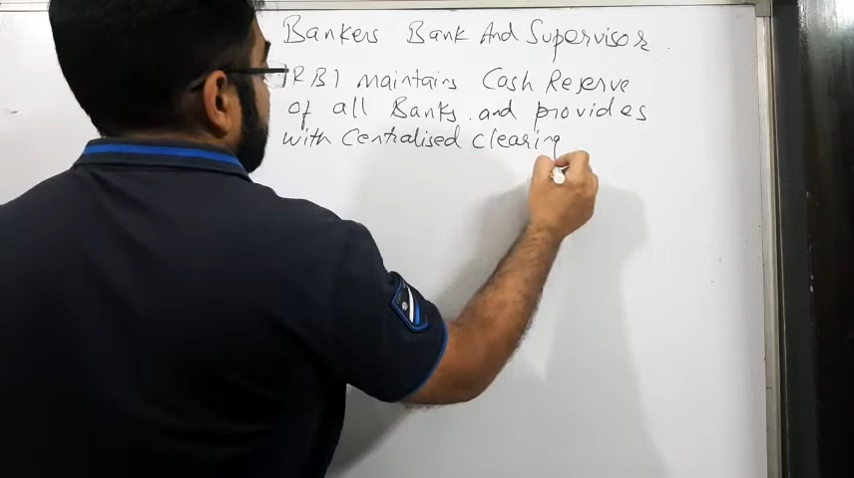 Bankers Bank And Supervisor
RBI maintains Cash Reserve
of all Banks and provides
with Centralised clearing